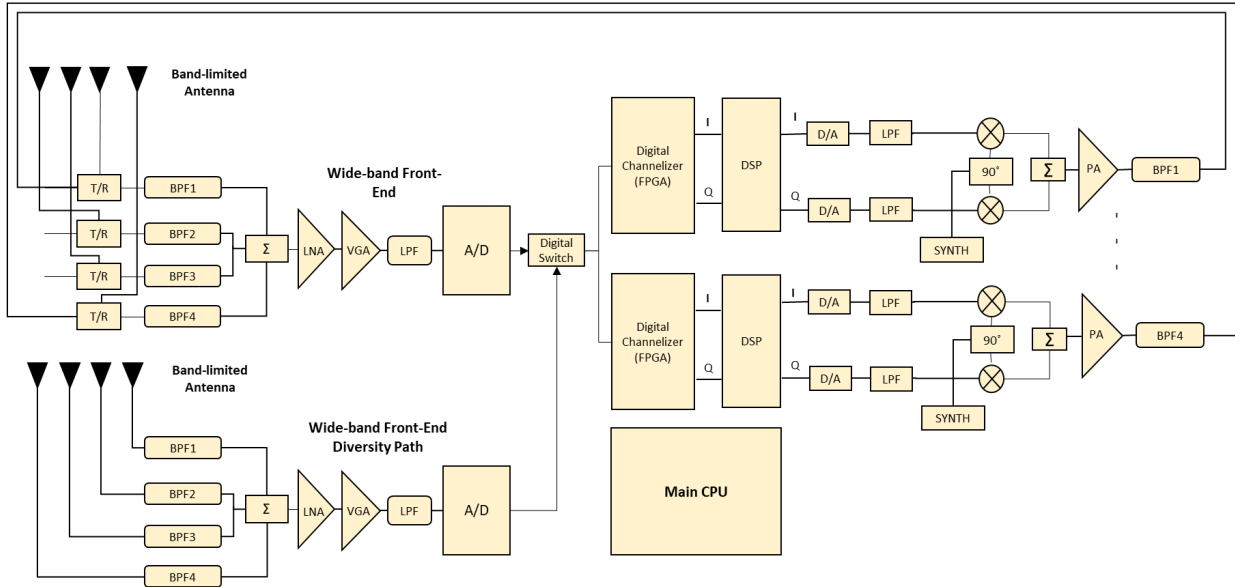 Band-limited
Antenna
T/R
BPF1
T/R
BPF2
T/R
BPF3
T/R
BPF4
Σ
Wide-band Front-
End
LNA
VGA
LPF
A/D
Digital
Switch
Band-limited
Antenna
BPF1
BPF2
BPF3
BPF4
Σ
Wide-band Front-End
Diversity Path
LNA
VGA
LPF
A/D
Digital
Channelizer
(FPGA)
I
Q
DSP
I
Q
D/A
LPF
D/A
LPF
90°
SYNTH
Σ
PA
BPF1
Digital
Channelizer
(FPGA)
I
Q
DSP
I
Q
D/A
LPF
D/A
LPF
90°
SYNTH
Σ
PA
BPF4
Main CPU